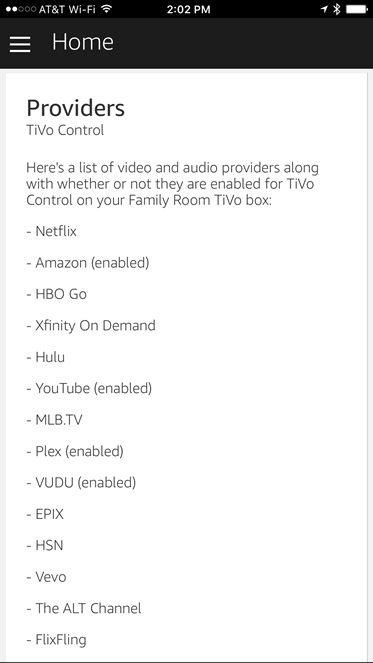 AT&T Wi-Fi 2:02 PM
Home
Providers
TiVo Control
Here's a list of video and audio providers along
with whether or not they are enabled for TiVo
Control on your Family Room TiVo box:
- Netflix
- Amazon (enabled)
- HBO Go
- Xfinity On Demand
- Hulu
- YouTube (enabled)
- MLB.TV
- Plex (enabled)
- VUDU (enabled)
- EPIX
- HSN
- Vevo
- The ALT Channel
- FlixFling